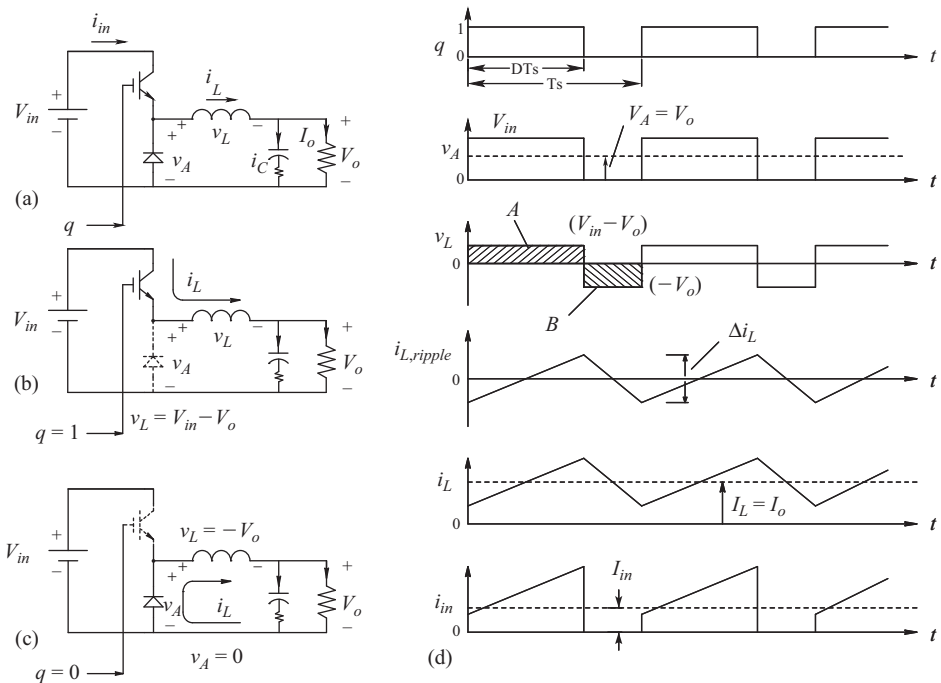 i_in
i_L
+
V_in
−
+
v_L
−
+
v_A
−
i_C
I_o
+
V_o
−
(a)
q
+
V_in
−
i_L
+
v_L
−
+
v_A
−
+
V_o
−
(b)
v_L = V_in − V_o
q = 1
+
V_in
−
v_L = −V_o
+
−
+
v_A
−
i_L
+
V_o
−
(c)
v_A = 0
q = 0
q
1
0
t
DTs
Ts
V_in
V_A = V_o
v_A
0
t
A
(V_in − V_o)
v_L
0
t
(−V_o)
B
i_L,ripple
Δi_L
0
t
i_L
I_L = I_o
0
t
I_in
i_in
0
t
(d)